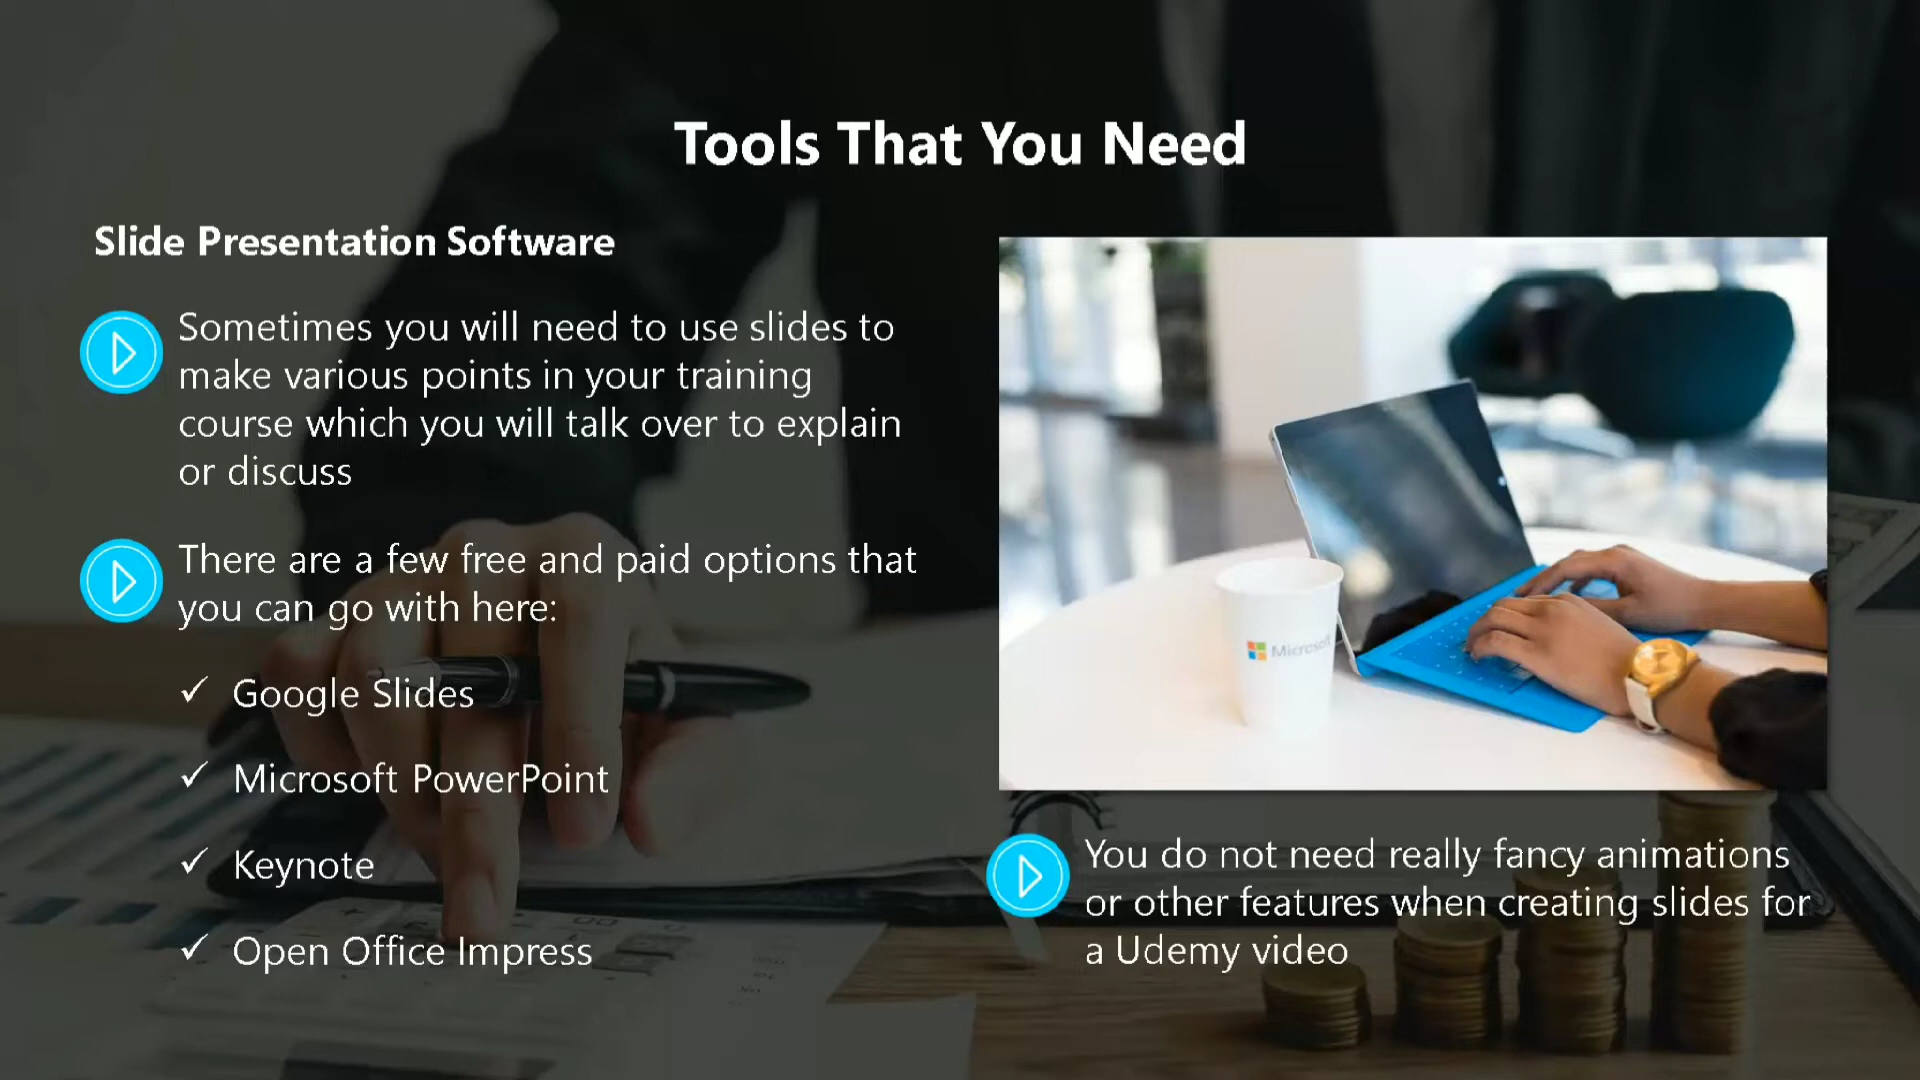 Tools That You Need
Slide Presentation Software
Sometimes you will need to use slides to
make various points in your training
course which you will talk over to explain
or discuss
There are a few free and paid options that
you can go with here:
Google Slides
Microsoft PowerPoint
Keynote
Open Office Impress
Microsoft
You do not need really fancy animations
or other features when creating slides for
a Udemy video